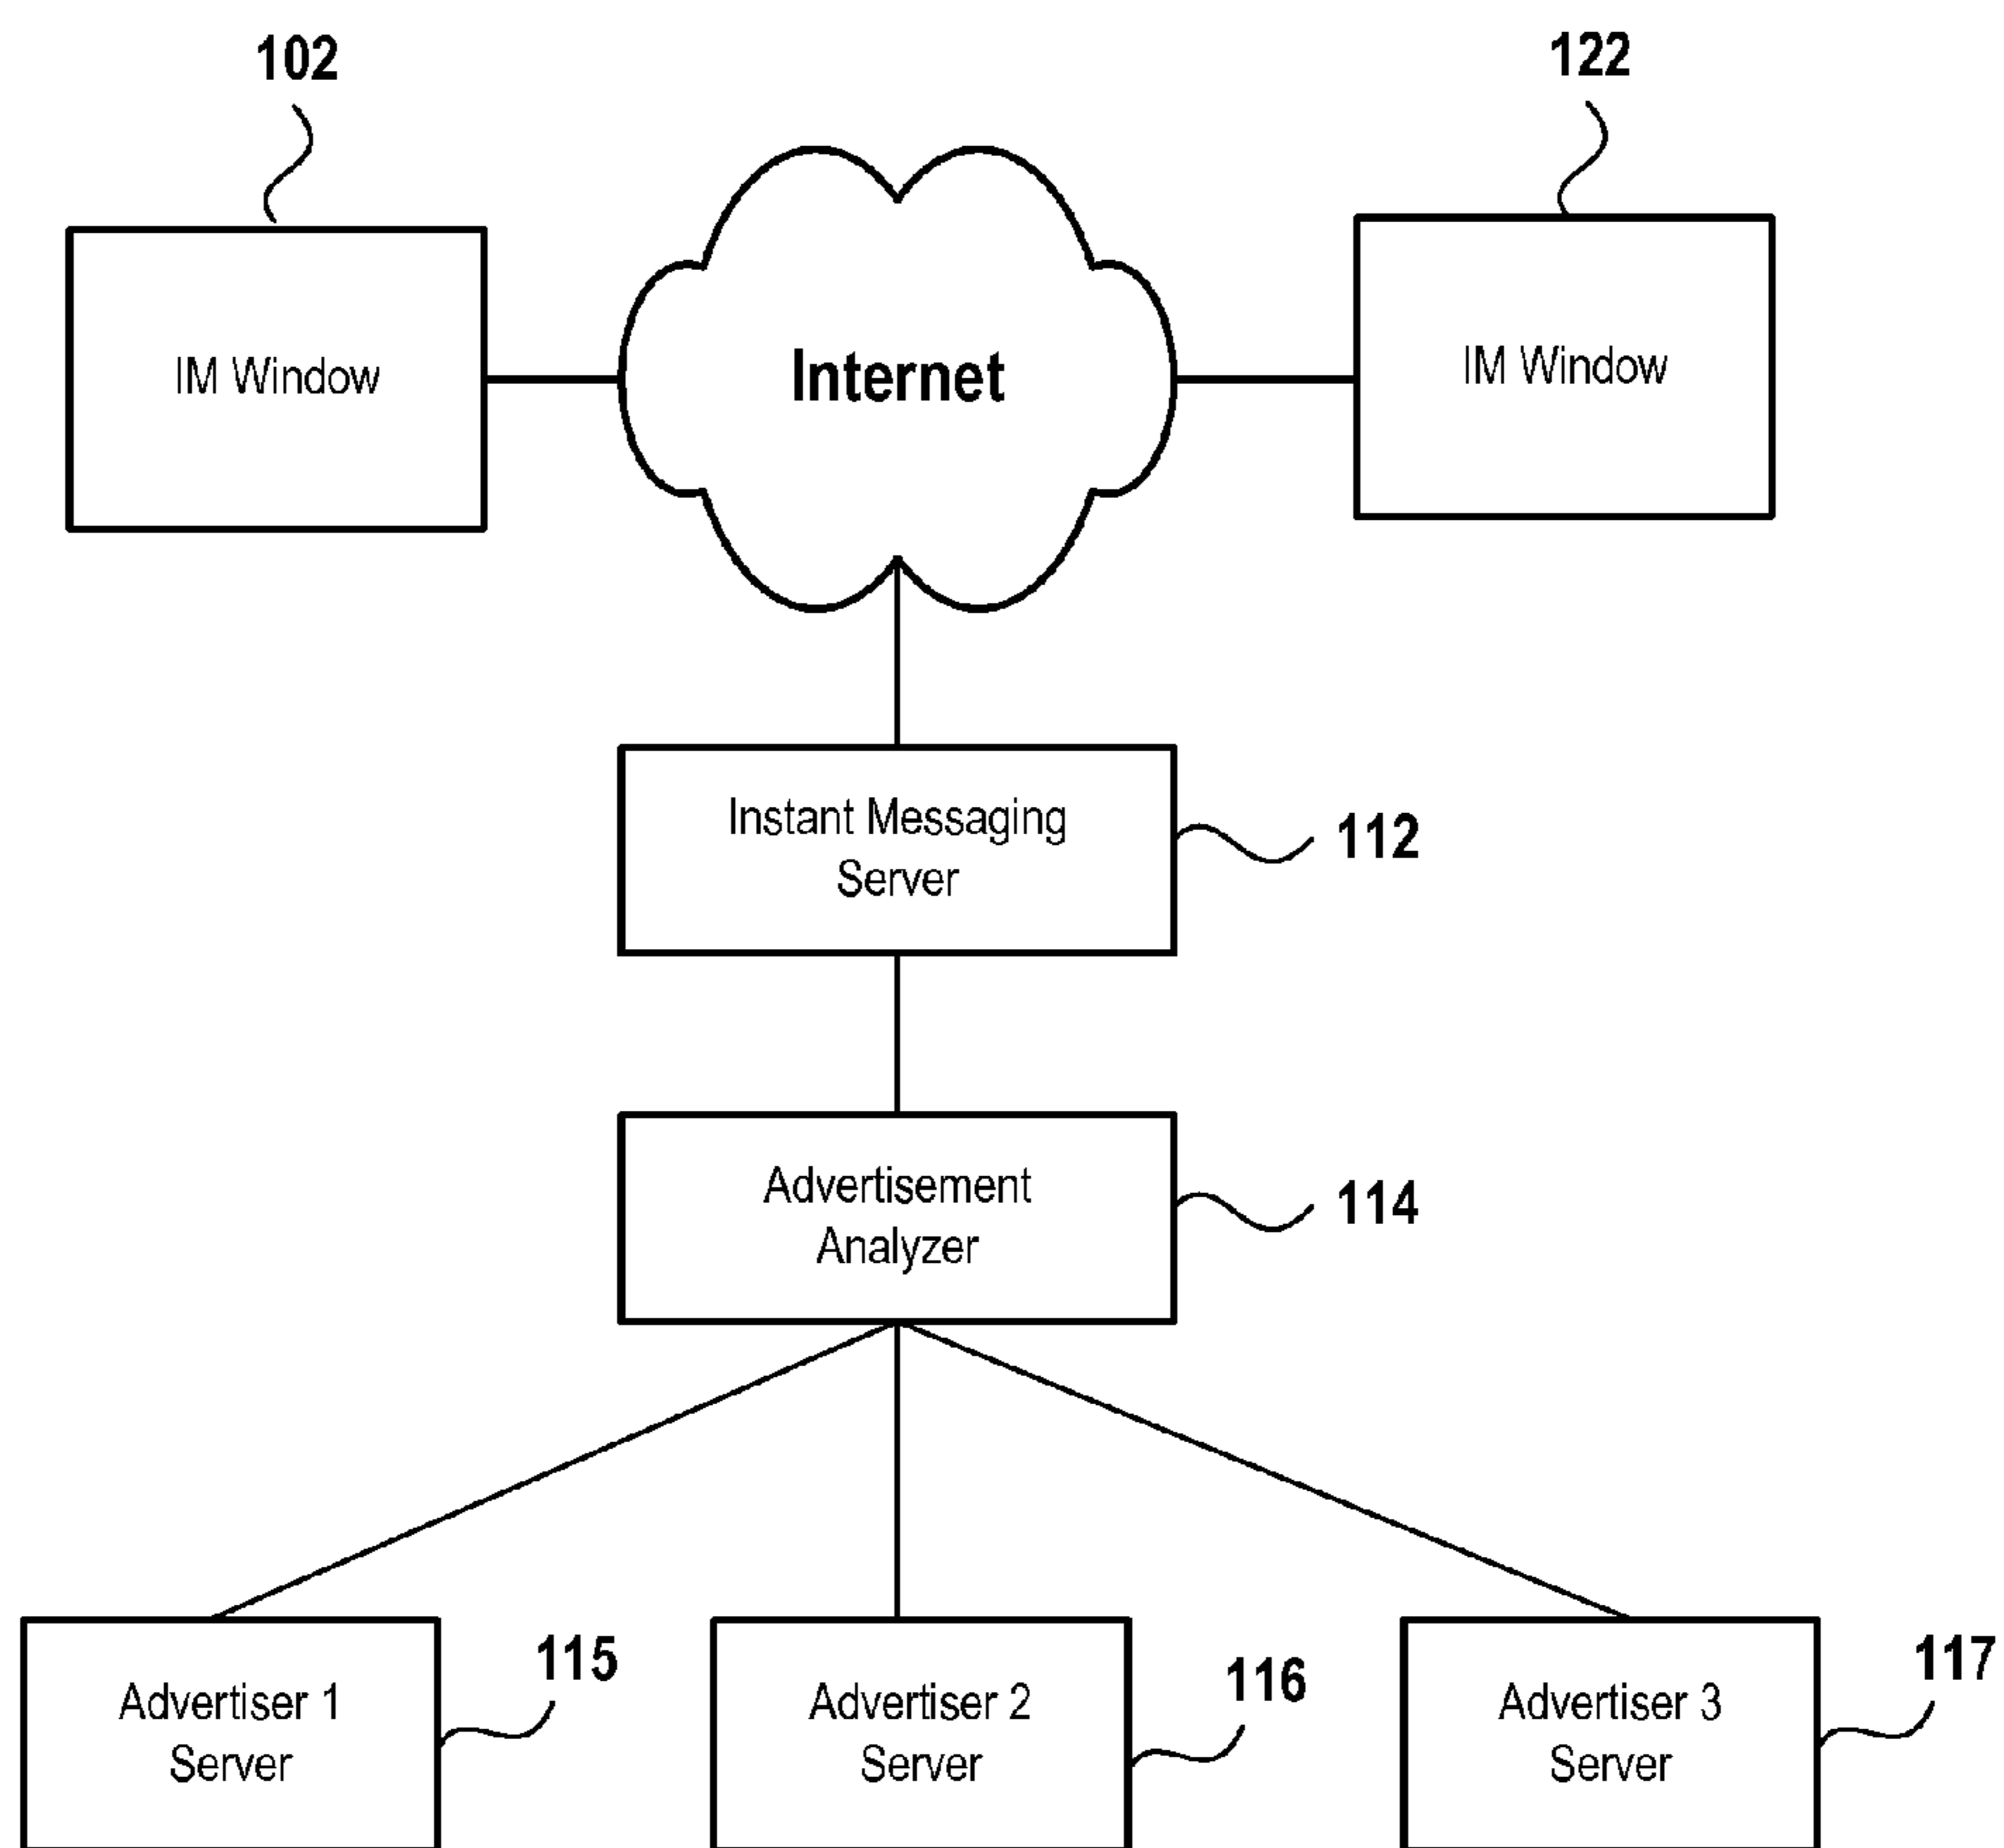 102
122
IM Window
Internet
IM Window
Instant Messaging
Server
112
Advertisement
Analyzer
114
Advertiser 1
Server
115
Advertiser 2
Server
116
Advertiser 3
Server
117